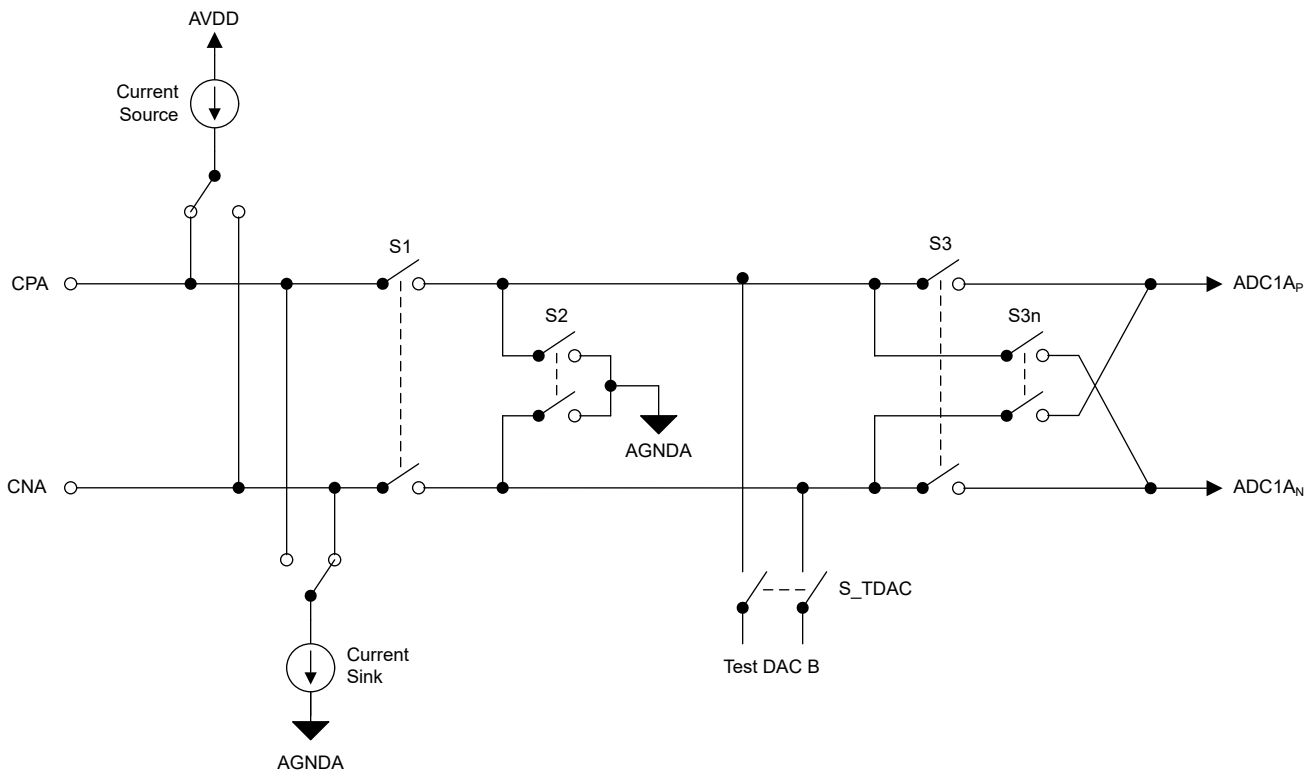 AVDD
Current
Source
S1
S3
CPA
ADC1AP
S2
S3n
AGNDA
CNA
ADC1AN
S_TDAC
Current
Sink
Test DAC B
AGNDA